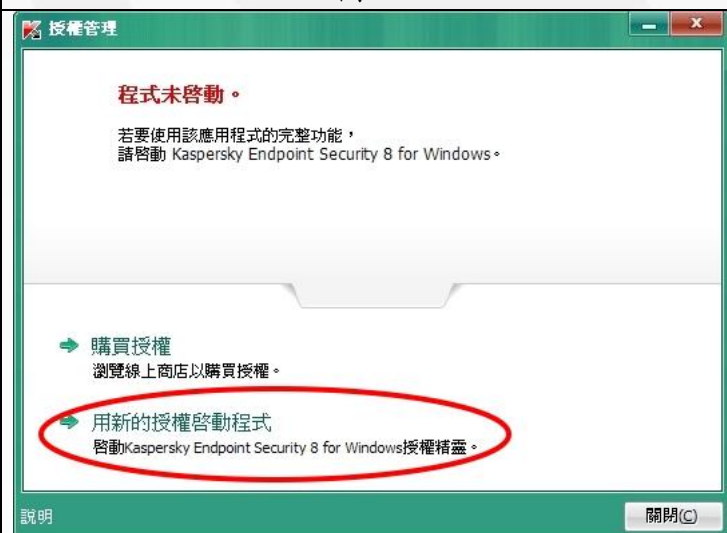 授權管理
程式未啓動。
若要使用該應用程式的完整功能，
請啓動 Kaspersky Endpoint Security 8 for Windows。
購買授權
瀏覽線上商店以購買授權。
用新的授權啓動程式
啓動Kaspersky Endpoint Security 8 for Windows授權精靈。
說明
關閉(C)